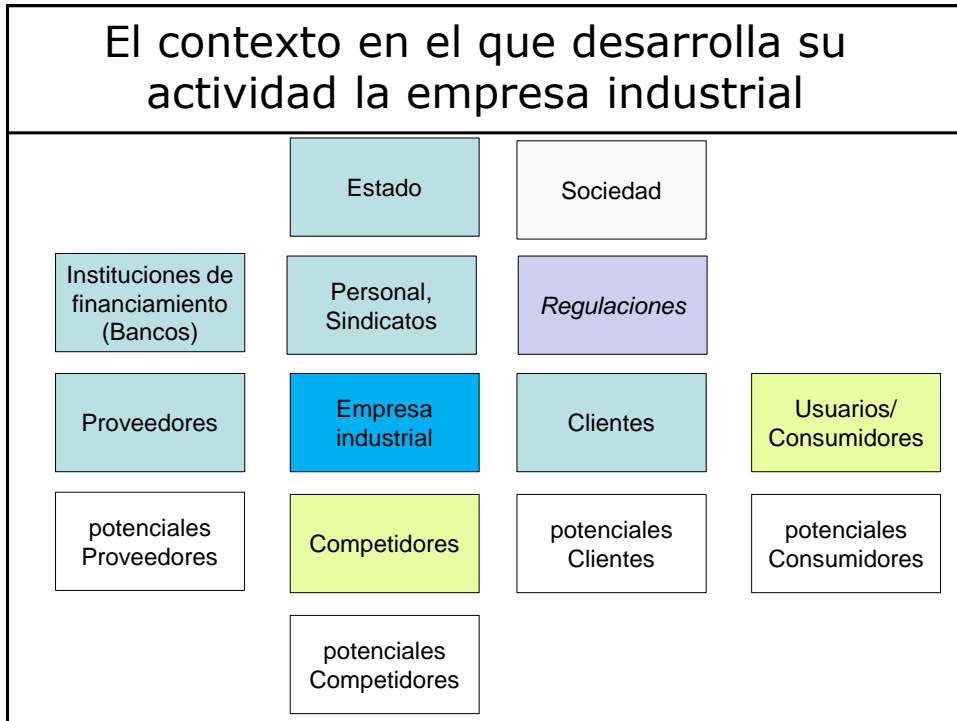 El contexto en el que desarrolla su
actividad la empresa industrial
Estado
Sociedad
Instituciones de
financiamiento
(Bancos)
Personal,
Sindicatos
Regulaciones
Proveedores
Empresa
industrial
Clientes
Usuarios/
Consumidores
potenciales
Proveedores
Competidores
potenciales
Clientes
potenciales
Consumidores
potenciales
Competidores